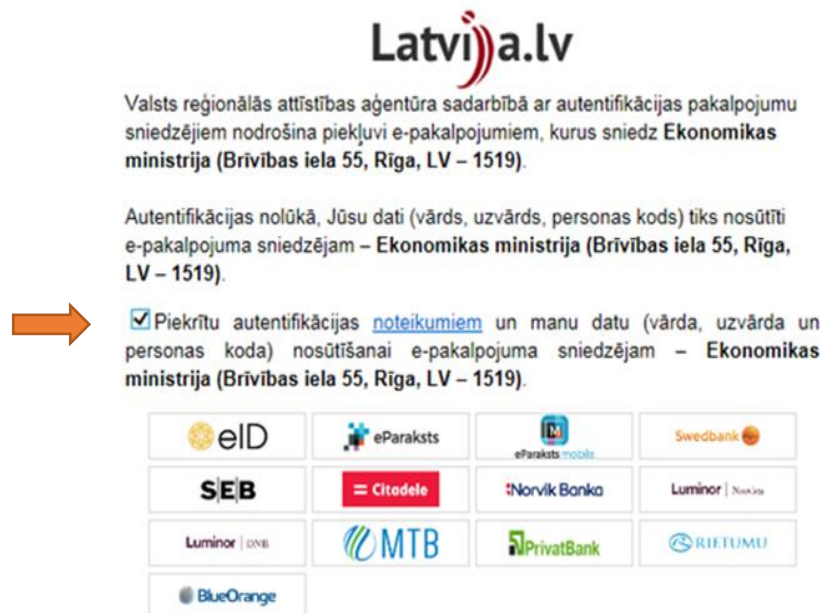 Latvija.lv
Valsts reģionālās attīstības aģentūra sadarbībā ar autentifikācijas pakalpojumu
sniedzējiem nodrošina piekļuvi e-pakalpojumiem, kurus sniedz Ekonomikas
ministrija (Brīvības iela 55, Rīga, LV – 1519).
Autentifikācijas nolūkā, Jūsu dati (vārds, uzvārds, personas kods) tiks nosūtīti
e-pakalpojuma sniedzējam – Ekonomikas ministrija (Brīvības iela 55, Rīga,
LV – 1519).
Piekrītu autentifikācijas noteikumiem un manu datu (vārda, uzvārda un
personas koda) nosūtīšanai e-pakalpojuma sniedzējam – Ekonomikas
ministrija (Brīvības iela 55, Rīga, LV – 1519).
eID eParaksts eParaksts mobile Swedbank
SEB Citadele Norvik Banka Luminor | Nordea
Luminor | DNB MTB PrivatBank RIETUMU
BlueOrange